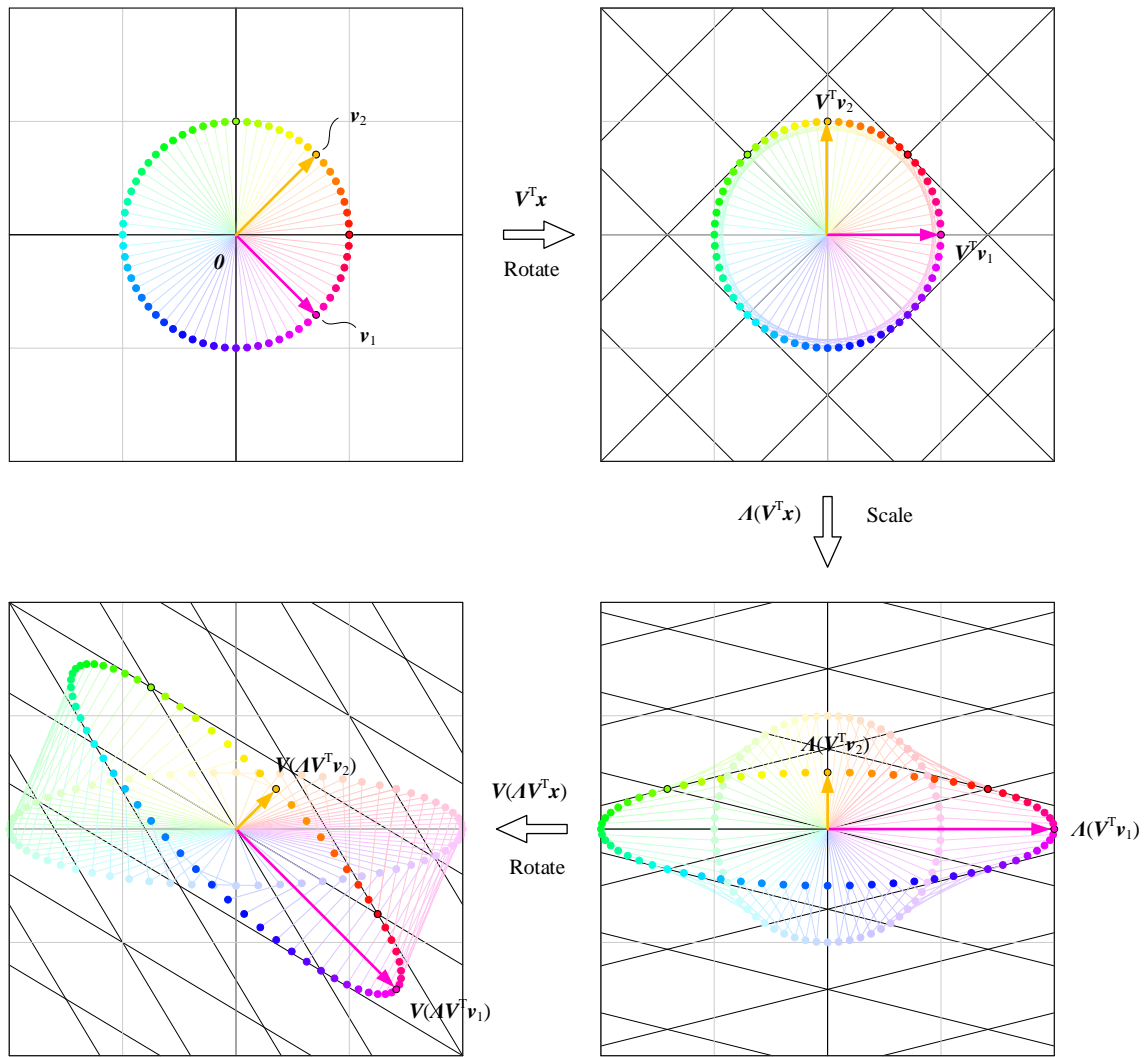 v₂
0
v₁
Vᵀx
Rotate
Vᵀv₂
Vᵀv₁
Λ(Vᵀx)
Scale
Λ(Vᵀv₂)
Λ(Vᵀv₁)
V(ΛVᵀx)
Rotate
V(ΛVᵀv₂)
V(ΛVᵀv₁)